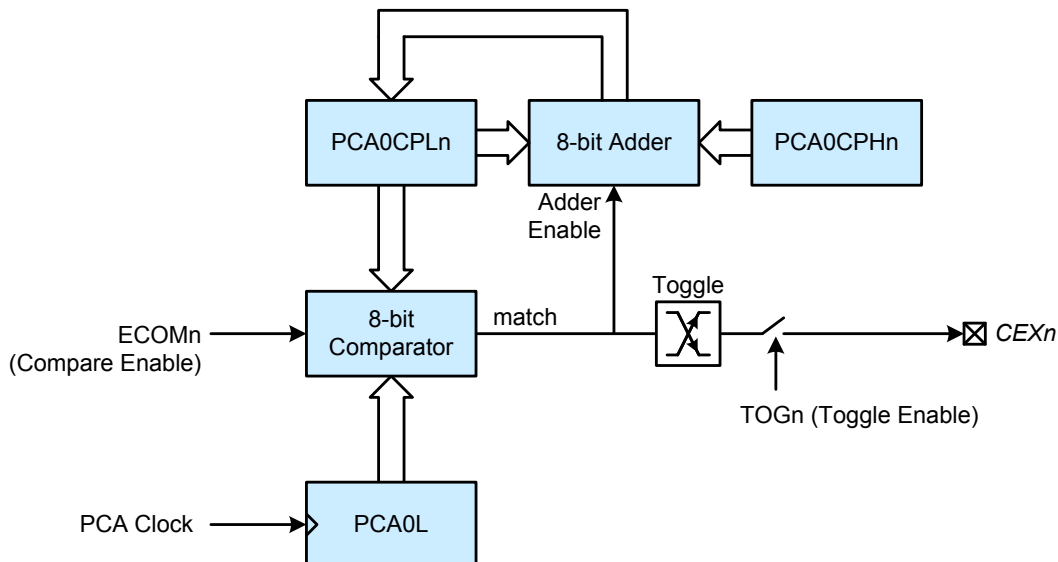 PCA0CPLn
8-bit Adder
PCA0CPHn
Adder
Enable
Toggle
ECOMn
(Compare Enable)
8-bit
Comparator
match
CEXn
TOGn (Toggle Enable)
PCA Clock
PCA0L